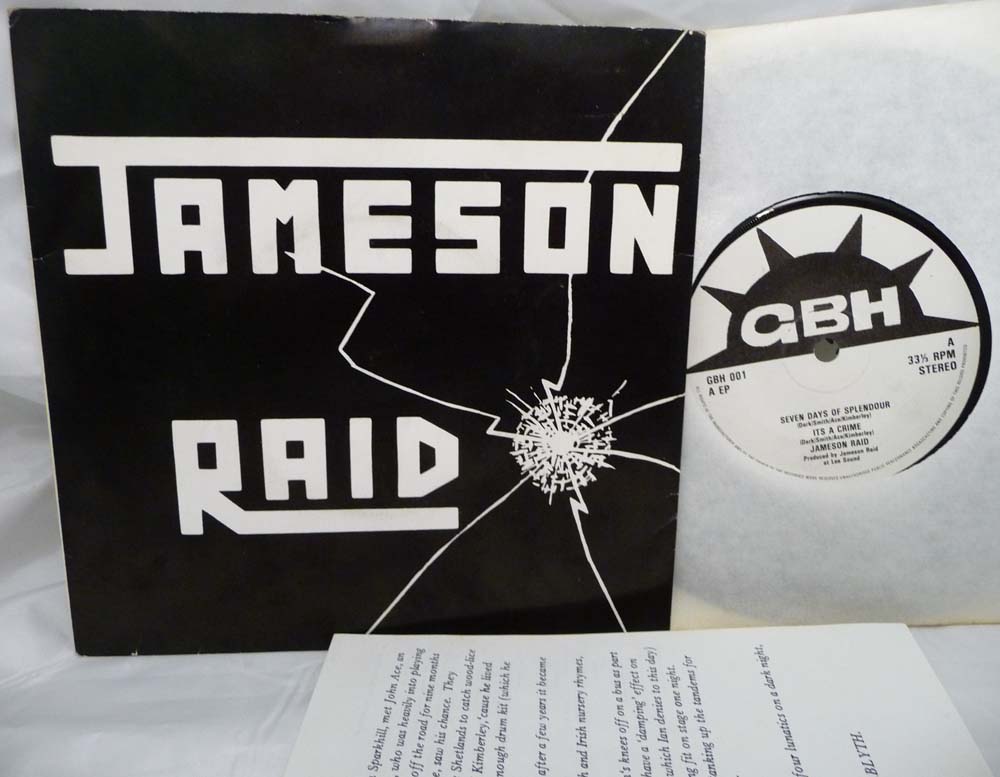 JAMESON
RAID
GBH
A
33⅓ RPM
STEREO
GBH 001
A EP
SEVEN DAYS OF SPLENDOUR
(Dark/Smith/Ace/Kimberley)
ITS A CRIME
(Dark/Smith/Ace/Kimberley)
JAMESON RAID
Produced by Jameson Raid
at Lee Sound
Sparkhill, met John Ace, an
who was heavily into playing
off the road for nine months
saw his chance. They
Shetlands to catch wood-lice
Kimberley, 'cause he lived
enough drum kit (which he
after a few years it became
and Irish nursery rhymes,
knees off on a bus as part
have a 'damping' effect on
which Ian denies to this day)
fit on stage one night.
up the tandems for
four lunatics on a dark night,
BLYTH.